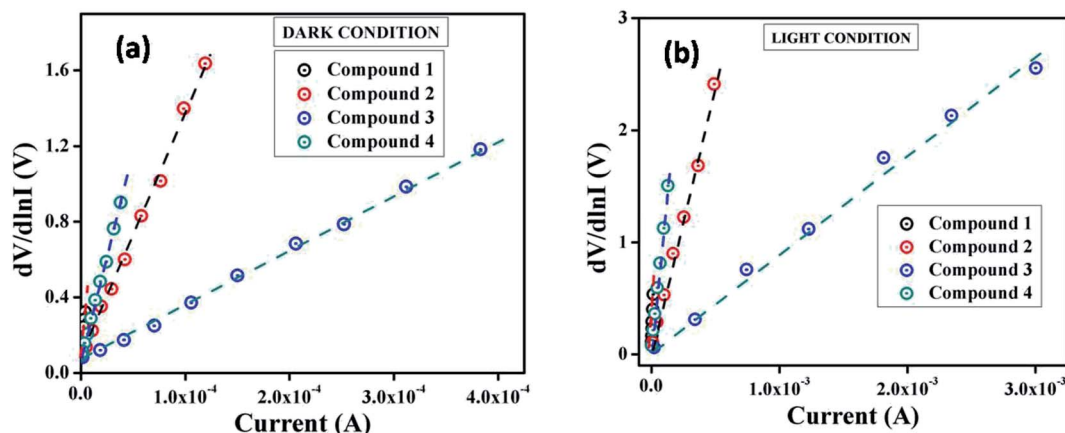 (a)
DARK CONDITION
Compound 1
Compound 2
Compound 3
Compound 4
dV/dlnI (V)
1.6
1.2
0.8
0.4
0.0
0.0
1.0x10⁻⁴
2.0x10⁻⁴
3.0x10⁻⁴
4.0x10⁻⁴
Current (A)
(b)
LIGHT CONDITION
Compound 1
Compound 2
Compound 3
Compound 4
dV/dlnI (V)
3
2
1
0
0.0
1.0x10⁻³
2.0x10⁻³
3.0x10⁻³
Current (A)